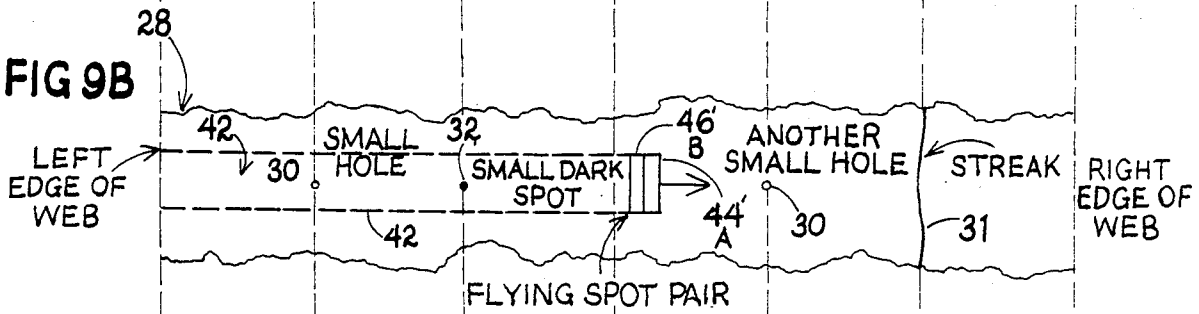 28
FIG 9B
LEFT
EDGE OF
WEB
42
30
SMALL
HOLE
32
SMALL DARK
SPOT
42
46'
B
44'
A
FLYING SPOT PAIR
ANOTHER
SMALL HOLE
30
STREAK
31
RIGHT
EDGE OF
WEB